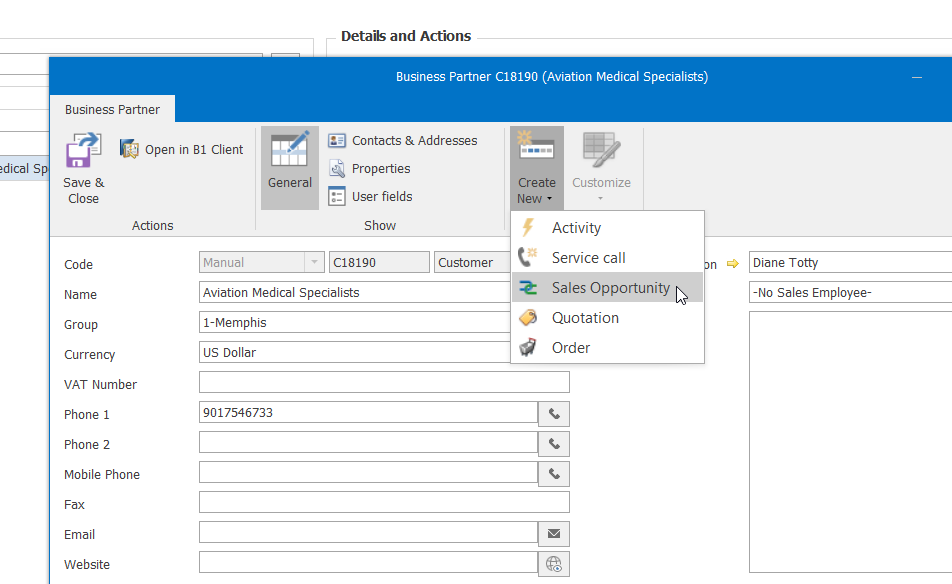 Details and Actions
Business Partner C18190 (Aviation Medical Specialists)
Business Partner
Save & Close
Open in B1 Client
Actions
General
Contacts & Addresses
Properties
User fields
Show
Create New
Customize
Activity
Service call
Sales Opportunity
Quotation
Order
edical Sp
Code
Manual
C18190
Customer
on
Diane Totty
Name
Aviation Medical Specialists
-No Sales Employee-
Group
1-Memphis
Currency
US Dollar
VAT Number
Phone 1
9017546733
Phone 2
Mobile Phone
Fax
Email
Website